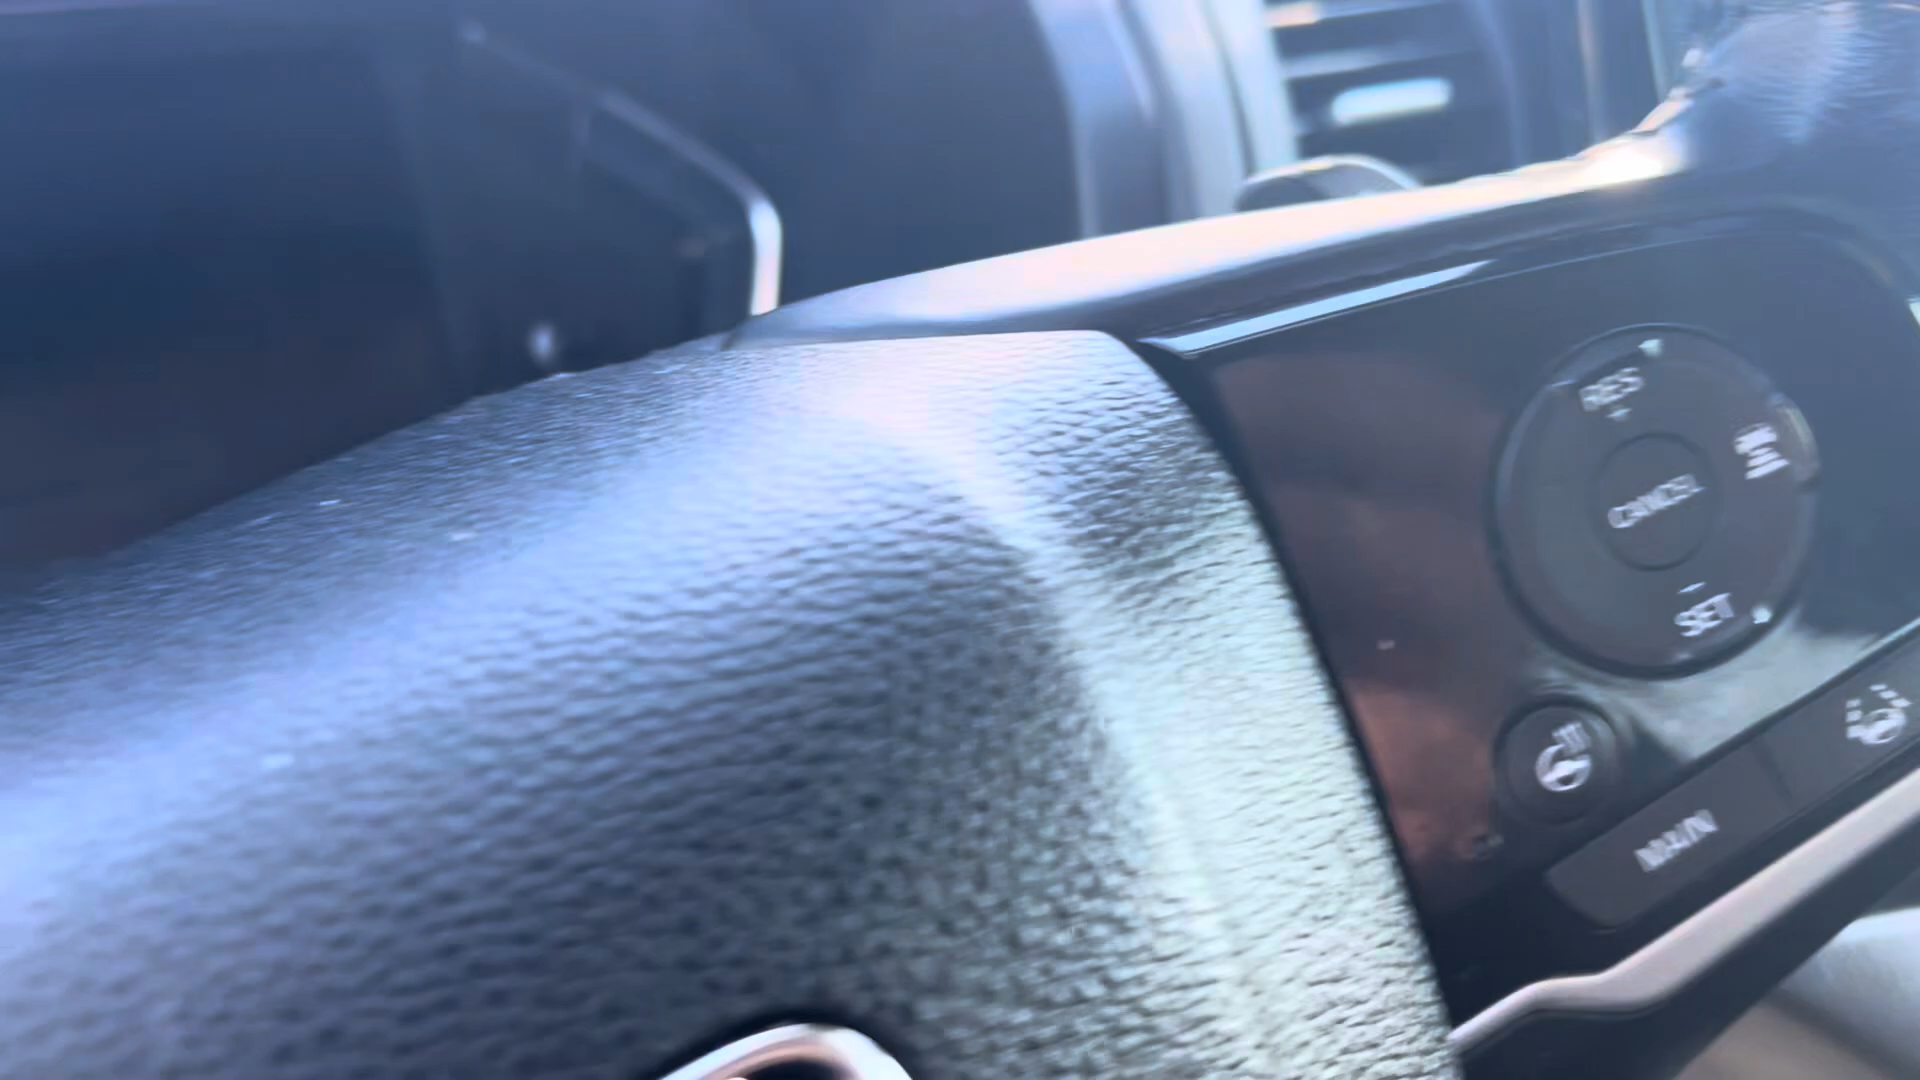 RES
+
CANCEL
-
SET
MAIN